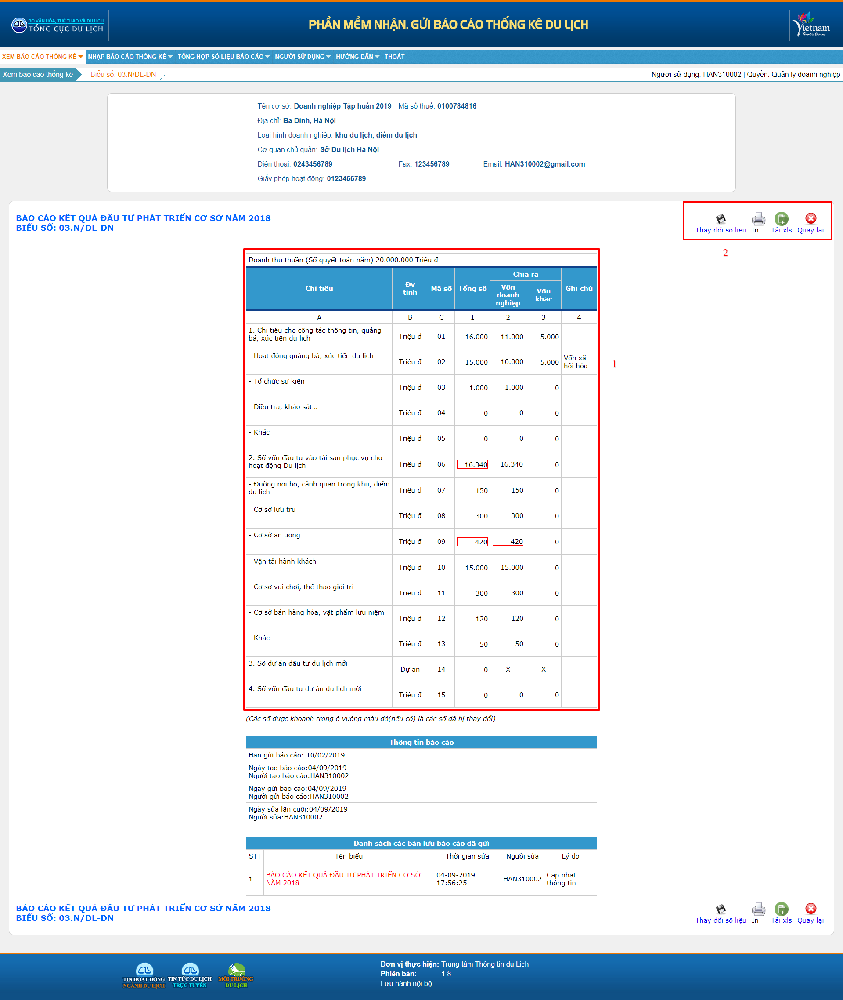 BỘ VĂN HÓA, THỂ THAO VÀ DU LỊCH
TỔNG CỤC DU LỊCH
PHẦN MỀM NHẬN, GỬI BÁO CÁO THỐNG KÊ DU LỊCH
Vietnam
Timeless Charm
XEM BÁO CÁO THỐNG KÊ NHẬP BÁO CÁO THỐNG KÊ TỔNG HỢP SỐ LIỆU BÁO CÁO NGƯỜI SỬ DỤNG HƯỚNG DẪN THOÁT
Xem báo cáo thống kê Biểu số: 03.N/DL-DN Người sử dụng: HAN310002 | Quyền: Quản lý doanh nghiệp
Tên cơ sở: Doanh nghiệp Tập huấn 2019 Mã số thuế: 0100784816
Địa chỉ: Ba Đình, Hà Nội
Loại hình doanh nghiệp: khu du lịch, điểm du lịch
Cơ quan chủ quản: Sở Du lịch Hà Nội
Điện thoại: 0243456789 Fax: 123456789 Email: HAN310002@gmail.com
Giấy phép hoạt động: 0123456789
BÁO CÁO KẾT QUẢ ĐẦU TƯ PHÁT TRIỂN CƠ SỞ NĂM 2018
BIỂU SỐ: 03.N/DL-DN
Thay đổi số liệu In Tải xls Quay lại
2
Doanh thu thuần (Số quyết toán năm) 20.000.000 Triệu đ
Chỉ tiêu Đv tính Mã số Tổng số Chia ra Ghi chú
Vốn doanh nghiệp Vốn khác
A B C 1 2 3 4
1. Chi tiêu cho công tác thông tin, quảng bá, xúc tiến du lịch Triệu đ 01 16.000 11.000 5.000
- Hoạt động quảng bá, xúc tiến du lịch Triệu đ 02 15.000 10.000 5.000 Vốn xã hội hóa
1
- Tổ chức sự kiện Triệu đ 03 1.000 1.000 0
- Điều tra, khảo sát... Triệu đ 04 0 0 0
- Khác Triệu đ 05 0 0 0
2. Số vốn đầu tư vào tài sản phục vụ cho hoạt động Du lịch Triệu đ 06 16.340 16.340 0
- Đường nội bộ, cảnh quan trong khu, điểm du lịch Triệu đ 07 150 150 0
- Cơ sở lưu trú Triệu đ 08 300 300 0
- Cơ sở ăn uống Triệu đ 09 420 420 0
- Vận tải hành khách Triệu đ 10 15.000 15.000 0
- Cơ sở vui chơi, thể thao giải trí Triệu đ 11 300 300 0
- Cơ sở bán hàng hóa, vật phẩm lưu niệm Triệu đ 12 120 120 0
- Khác Triệu đ 13 50 50 0
3. Số dự án đầu tư du lịch mới Dự án 14 0 X X
4. Số vốn đầu tư dự án du lịch mới Triệu đ 15 0 0 0
(Các số được khoanh trong ô vuông màu đỏ(nếu có) là các số đã bị thay đổi)
Thông tin báo cáo
Hạn gửi báo cáo: 10/02/2019
Ngày tạo báo cáo:04/09/2019
Người tạo báo cáo:HAN310002
Ngày gửi báo cáo:04/09/2019
Người gửi báo cáo:HAN310002
Ngày sửa lần cuối:04/09/2019
Người sửa:HAN310002
Danh sách các bản lưu báo cáo đã gửi
STT Tên biểu Thời gian sửa Người sửa Lý do
1 BÁO CÁO KẾT QUẢ ĐẦU TƯ PHÁT TRIỂN CƠ SỞ NĂM 2018 04-09-2019 17:56:25 HAN310002 Cập nhật thông tin
BÁO CÁO KẾT QUẢ ĐẦU TƯ PHÁT TRIỂN CƠ SỞ NĂM 2018
BIỂU SỐ: 03.N/DL-DN
Thay đổi số liệu In Tải xls Quay lại
TIN HOẠT ĐỘNG
NGÀNH DU LỊCH
TIN TỨC DU LỊCH
TRỰC TUYẾN
MÔI TRƯỜNG
DU LỊCH
Đơn vị thực hiện: Trung tâm Thông tin du Lịch
Phiên bản: 1.8
Lưu hành nội bộ